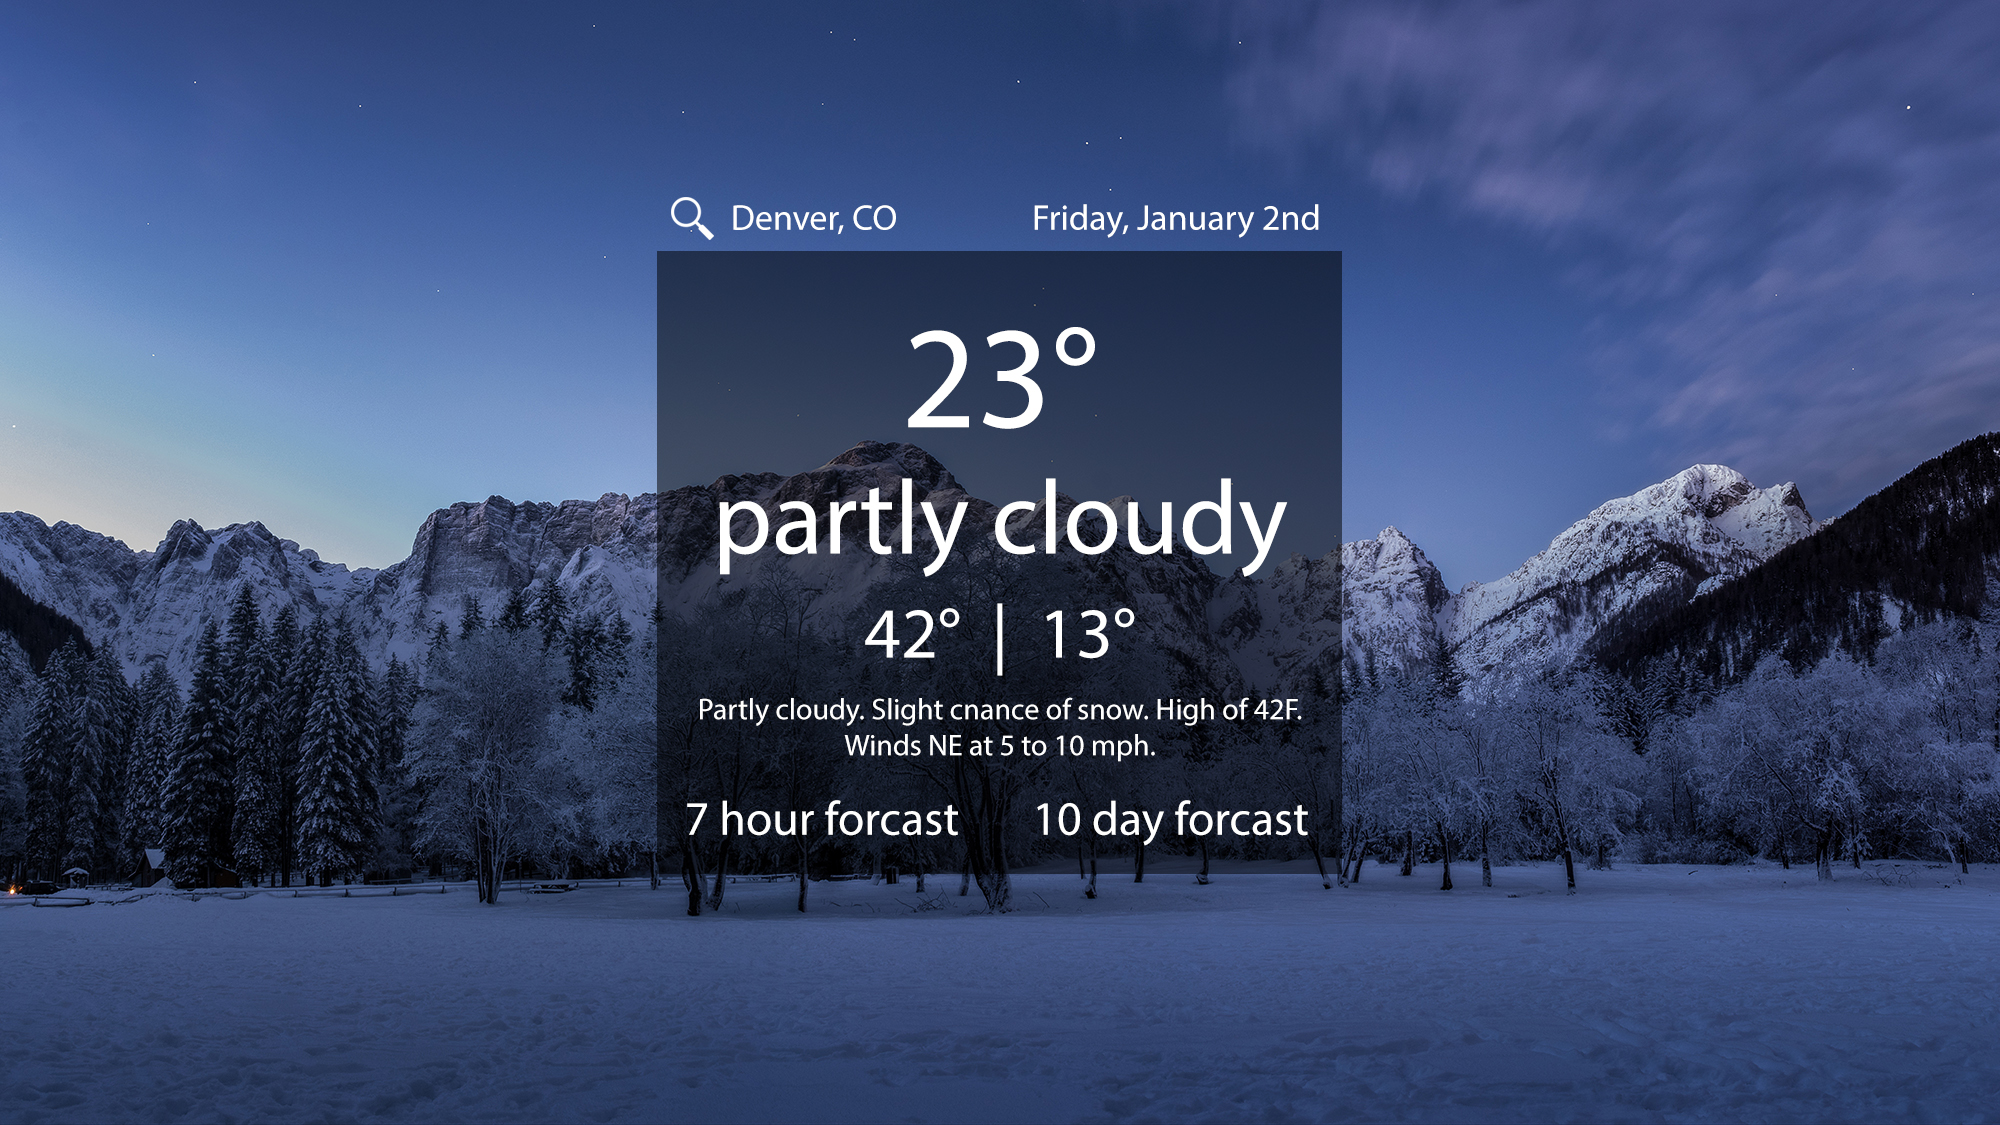 Denver, CO
Friday, January 2nd
23°
partly cloudy
42° | 13°
Partly cloudy. Slight cnance of snow. High of 42F.
Winds NE at 5 to 10 mph.
7 hour forcast
10 day forcast